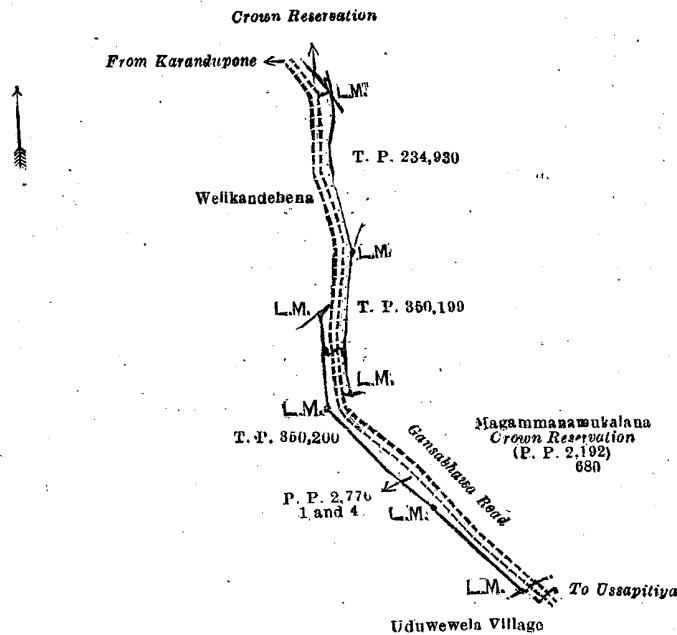 Crown Reservation
From Karandupone
L.M.
T. P. 234,930
Wellkandehena
L.M.
L.M.
T. P. 350,199
L.M.
L.M.
T. P. 350,200
Magammanamukalana
Crown Reservation
(P. P. 2,192)
680
Gansabhawa Road
P. P. 2,776
1 and 4
L.M.
L.M.
To Ussapitiya
Uduwewela Village